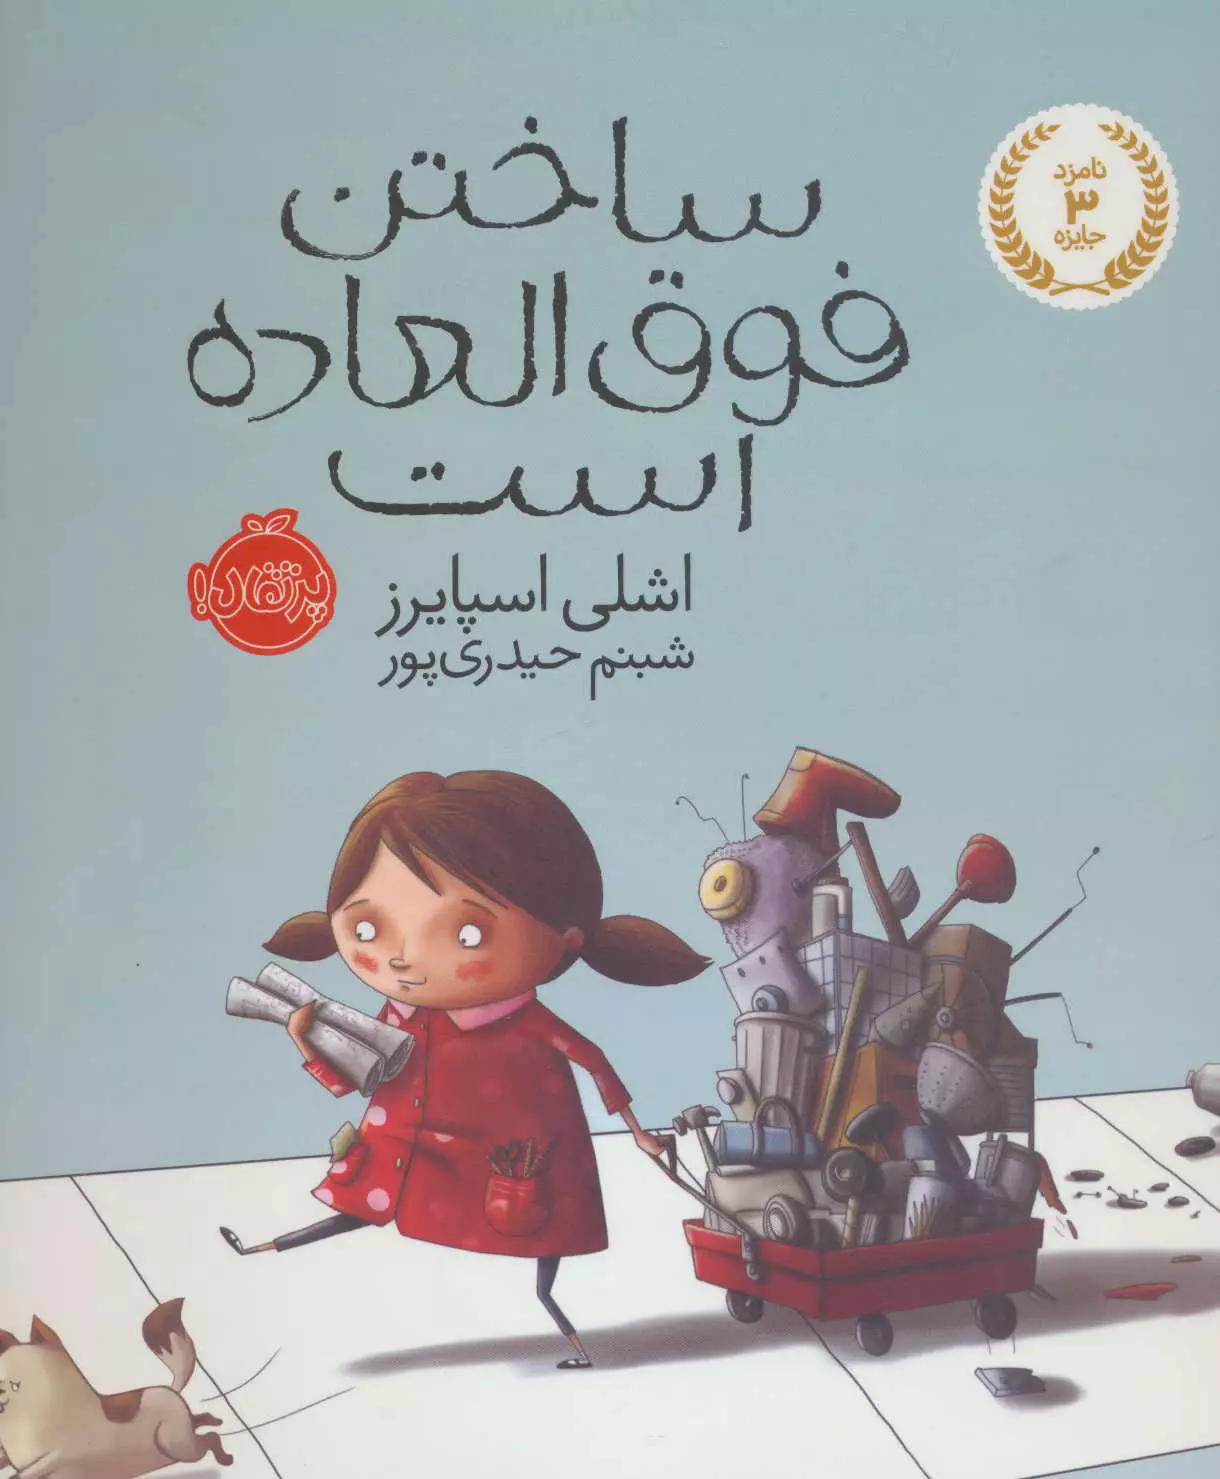 ساختن
فوق العاده
است
نامزد
۳
جایزه
اشلی اسپایرز
شبنم حیدری‌پور
پرتقال!